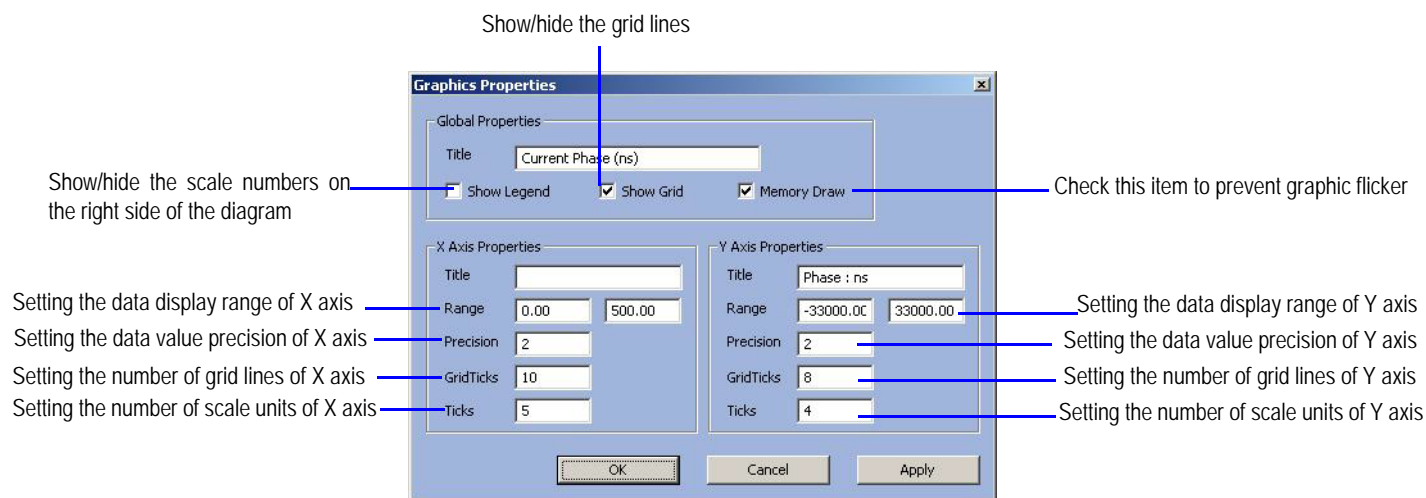 Show/hide the grid lines
Graphics Properties
Global Properties
Title Current Phase (ns)
Show/hide the scale numbers on
the right side of the diagram
Show Legend Show Grid Memory Draw
Check this item to prevent graphic flicker
X Axis Properties
Title
Setting the data display range of X axis
Range 0.00 500.00
Setting the data value precision of X axis
Precision 2
Setting the number of grid lines of X axis
GridTicks 10
Setting the number of scale units of X axis
Ticks 5
Y Axis Properties
Title Phase : ns
Range -33000.00 33000.00
Setting the data display range of Y axis
Precision 2
Setting the data value precision of Y axis
GridTicks 8
Setting the number of grid lines of Y axis
Ticks 4
Setting the number of scale units of Y axis
OK Cancel Apply